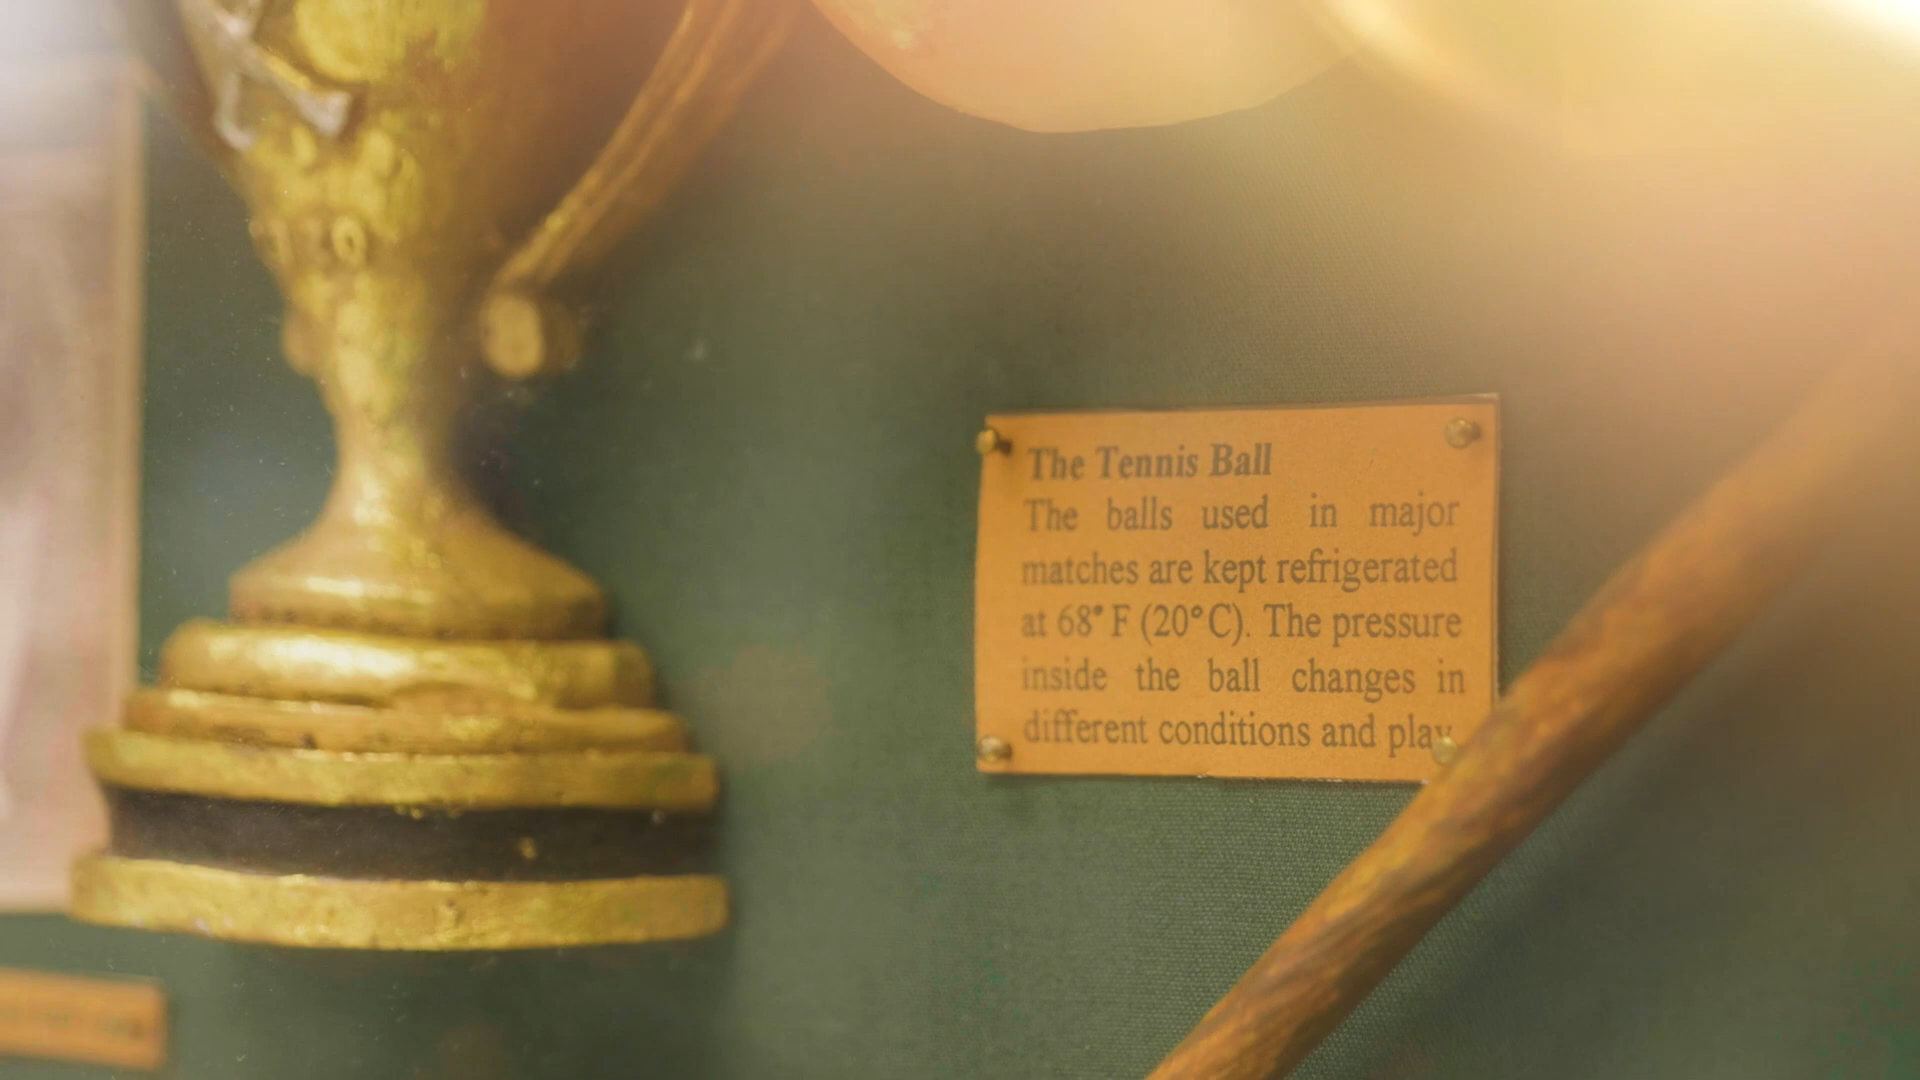 The Tennis Ball
The balls used in major
matches are kept refrigerated
at 68° F (20°C). The pressure
inside the ball changes in
different conditions and play.